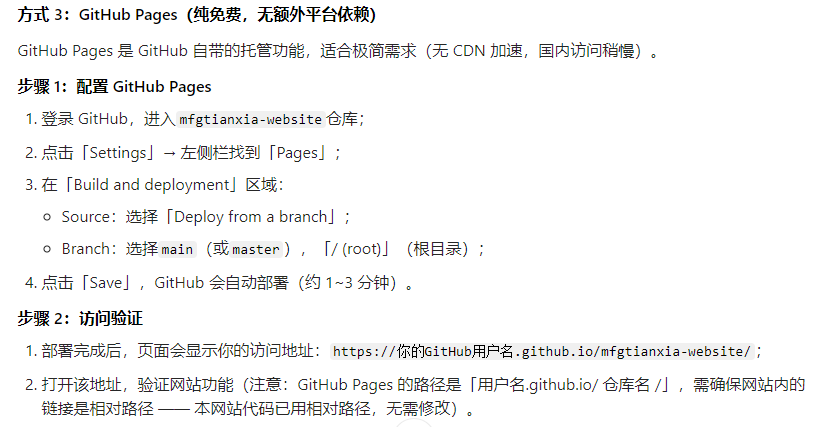 方式 3：GitHub Pages（纯免费，无额外平台依赖）
GitHub Pages 是 GitHub 自带的托管功能，适合极简需求（无 CDN 加速，国内访问稍慢）。
步骤 1：配置 GitHub Pages
1. 登录 GitHub，进入 mfgtianxia-website 仓库；
2. 点击「Settings」→ 左侧栏找到「Pages」；
3. 在「Build and deployment」区域：
○ Source：选择「Deploy from a branch」；
○ Branch：选择 main（或 master），「/ (root)」（根目录）；
4. 点击「Save」，GitHub 会自动部署（约 1~3 分钟）。
步骤 2：访问验证
1. 部署完成后，页面会显示你的访问地址：https://你的GitHub用户名.github.io/mfgtianxia-website/；
2. 打开该地址，验证网站功能（注意：GitHub Pages 的路径是「用户名.github.io/ 仓库名 /」，需确保网站内的
链接是相对路径 —— 本网站代码已用相对路径，无需修改）。